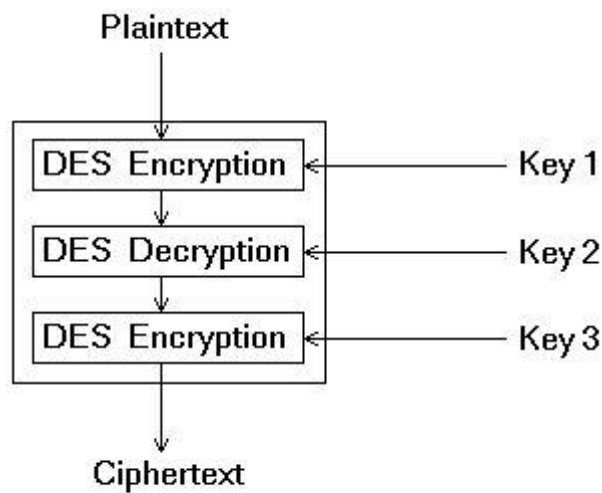 Plaintext
DES Encryption
Key 1
DES Decryption
Key 2
DES Encryption
Key 3
Ciphertext